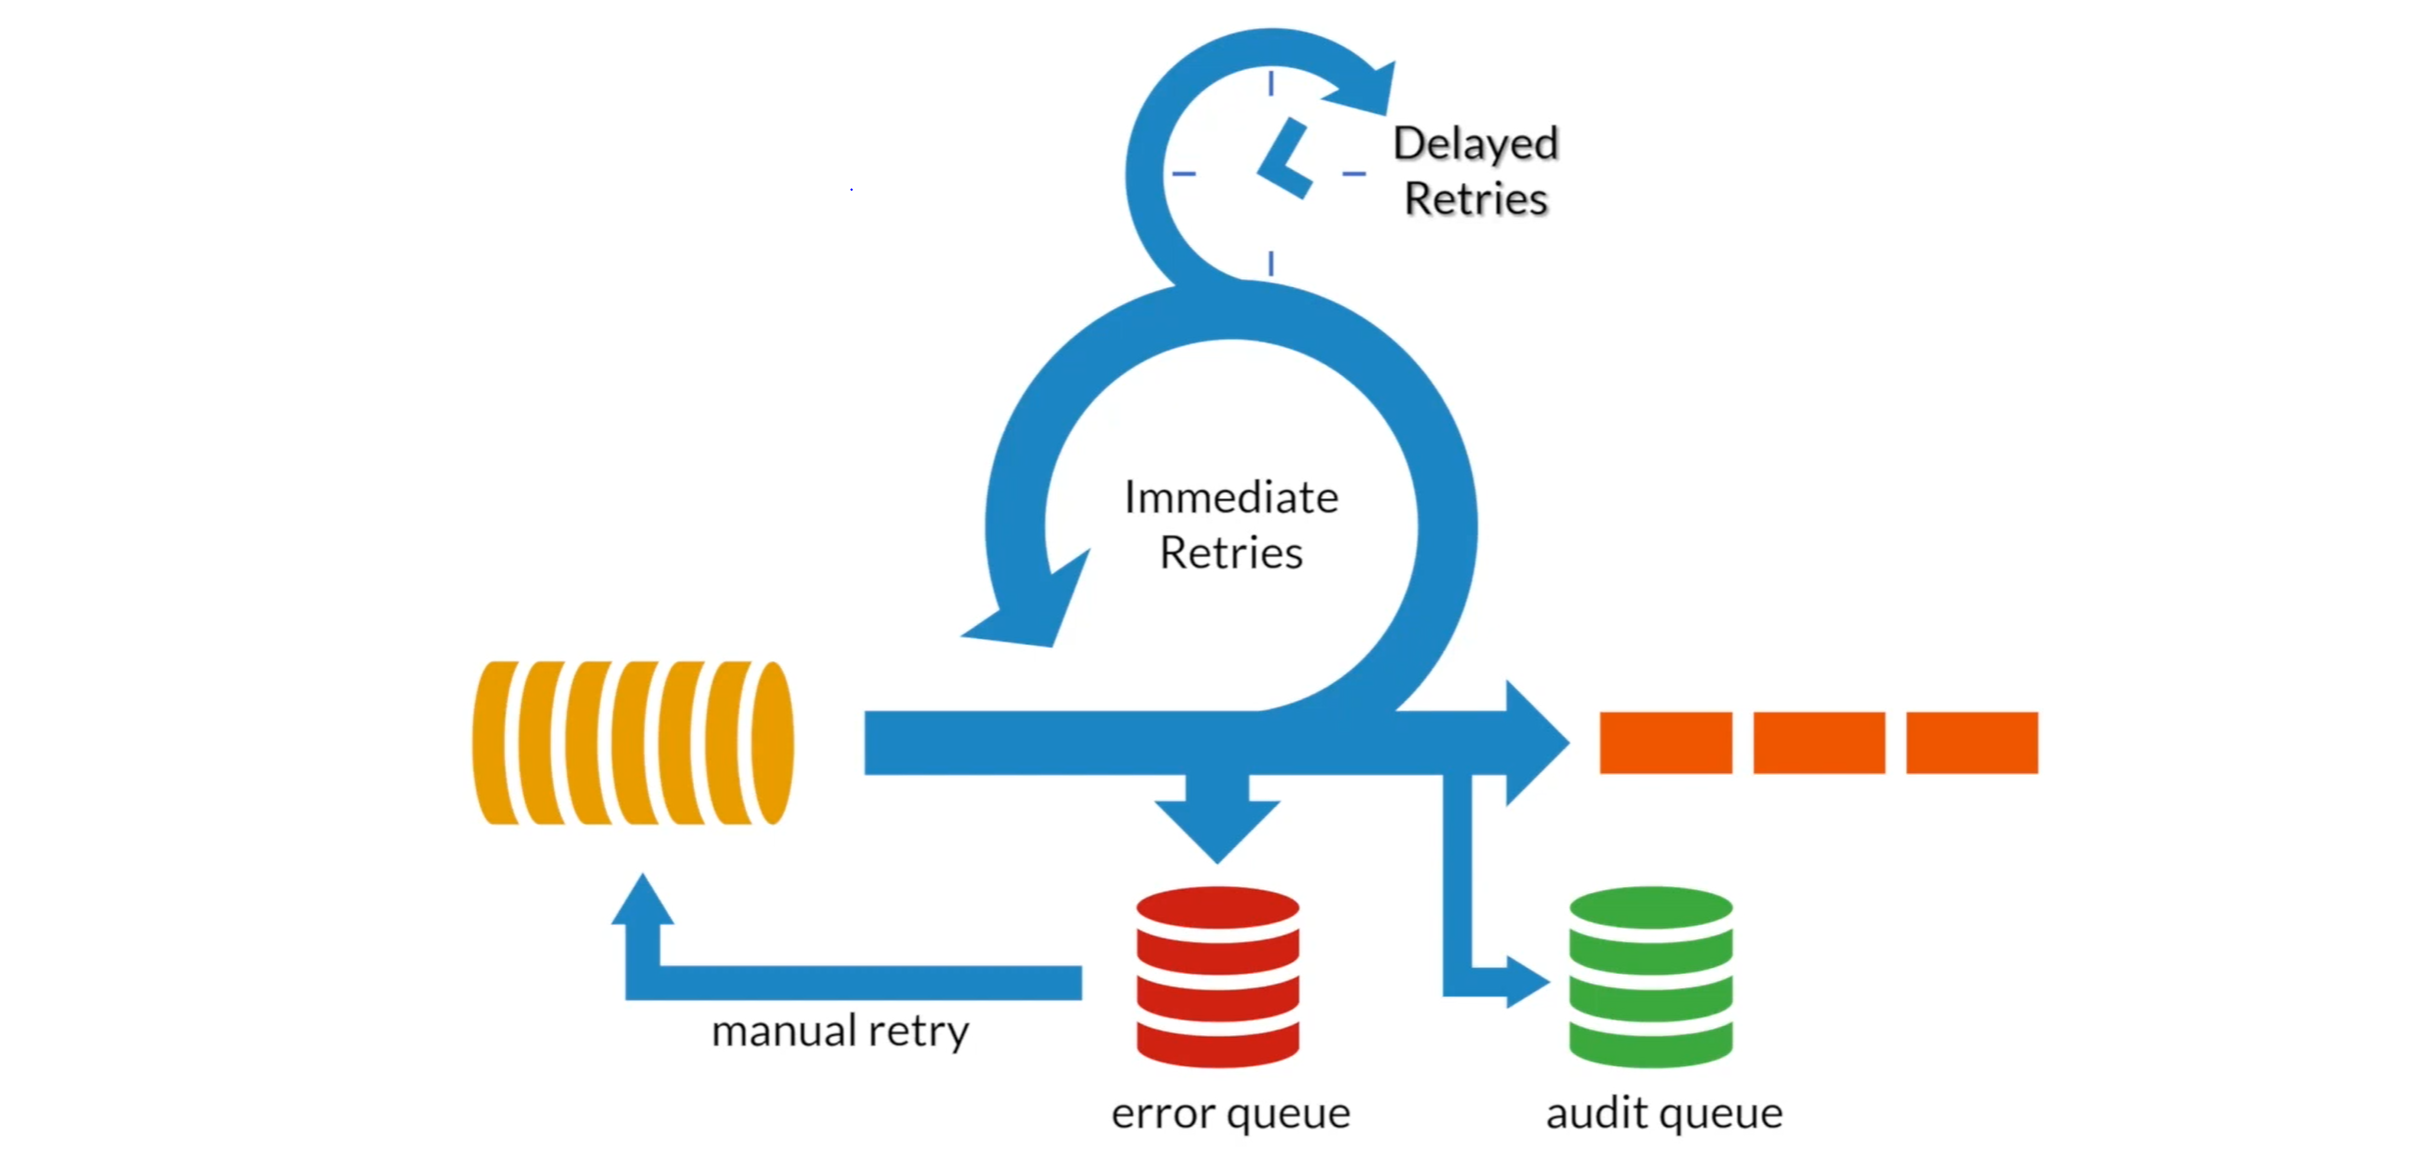 Delayed
Retries
Immediate
Retries
manual retry
error queue
audit queue